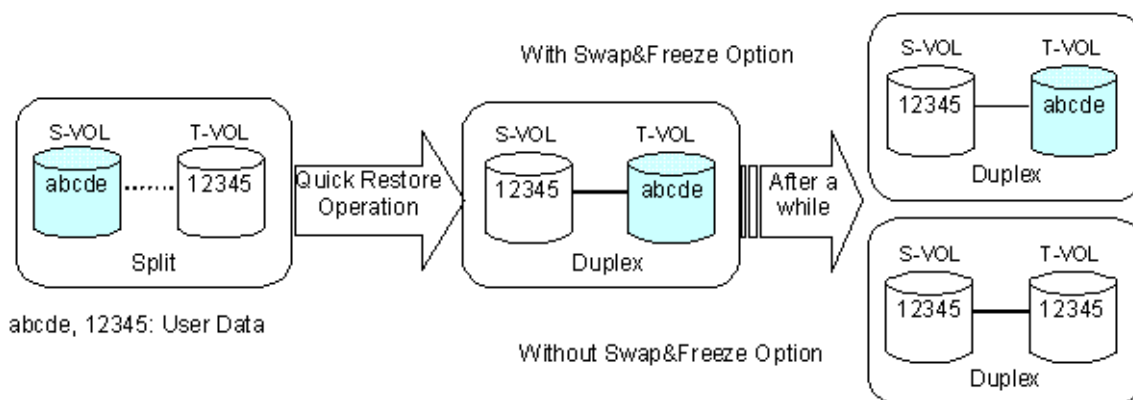 S-VOL
T-VOL
abcde
12345
Split
abcde, 12345: User Data
Quick Restore
Operation
S-VOL
T-VOL
12345
abcde
Duplex
After a
while
With Swap&Freeze Option
S-VOL
T-VOL
12345
abcde
Duplex
Without Swap&Freeze Option
S-VOL
T-VOL
12345
12345
Duplex